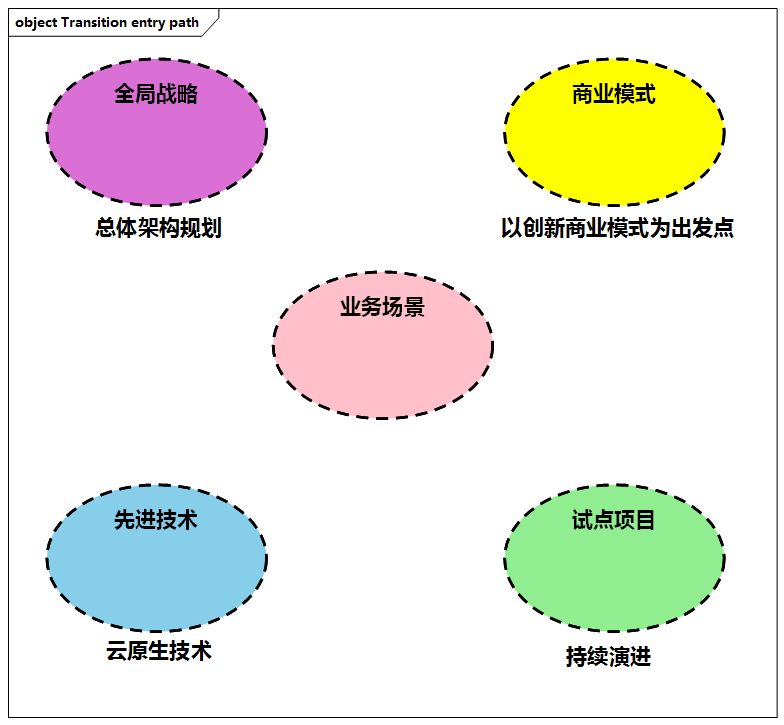 object Transition entry path
全局战略
商业模式
总体架构规划
以创新商业模式为出发点
业务场景
先进技术
试点项目
云原生技术
持续演进